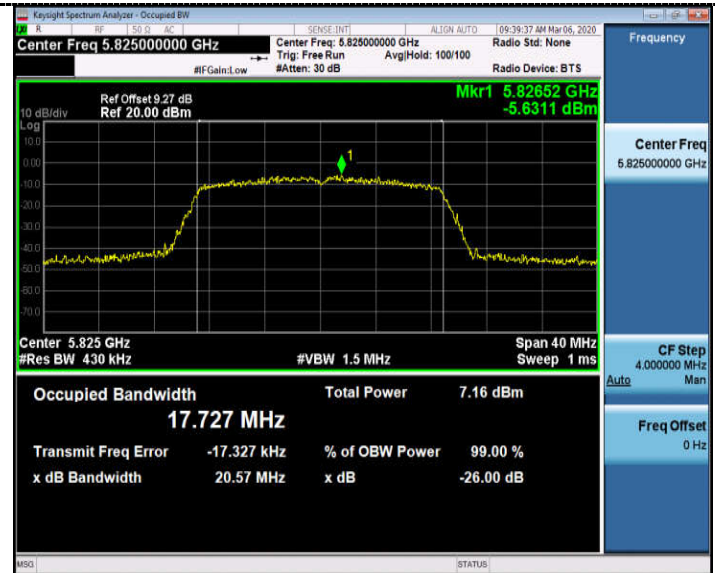 Keysight Spectrum Analyzer - Occupied BW
LXI R RF 50 Ω AC SENSE:INT ALIGN AUTO 09:39:37 AM Mar 06, 2020
Center Freq 5.825000000 GHz
Center Freq: 5.825000000 GHz
Radio Std: None
Trig: Free Run Avg|Hold: 100/100
#IFGain:Low #Atten: 30 dB Radio Device: BTS
Frequency
Ref Offset 9.27 dB
10 dB/div Ref 20.00 dBm
Mkr1 5.82652 GHz
-5.6311 dBm
Log
10.0
0.00
-10.0
-20.0
-30.0
-40.0
-50.0
-60.0
-70.0
1
Center 5.825 GHz Span 40 MHz
#Res BW 430 kHz #VBW 1.5 MHz Sweep 1 ms
Occupied Bandwidth Total Power 7.16 dBm
17.727 MHz
Transmit Freq Error -17.327 kHz % of OBW Power 99.00 %
x dB Bandwidth 20.57 MHz x dB -26.00 dB
Center Freq
5.825000000 GHz
CF Step
4.000000 MHz
Auto Man
Freq Offset
0 Hz
MSG STATUS